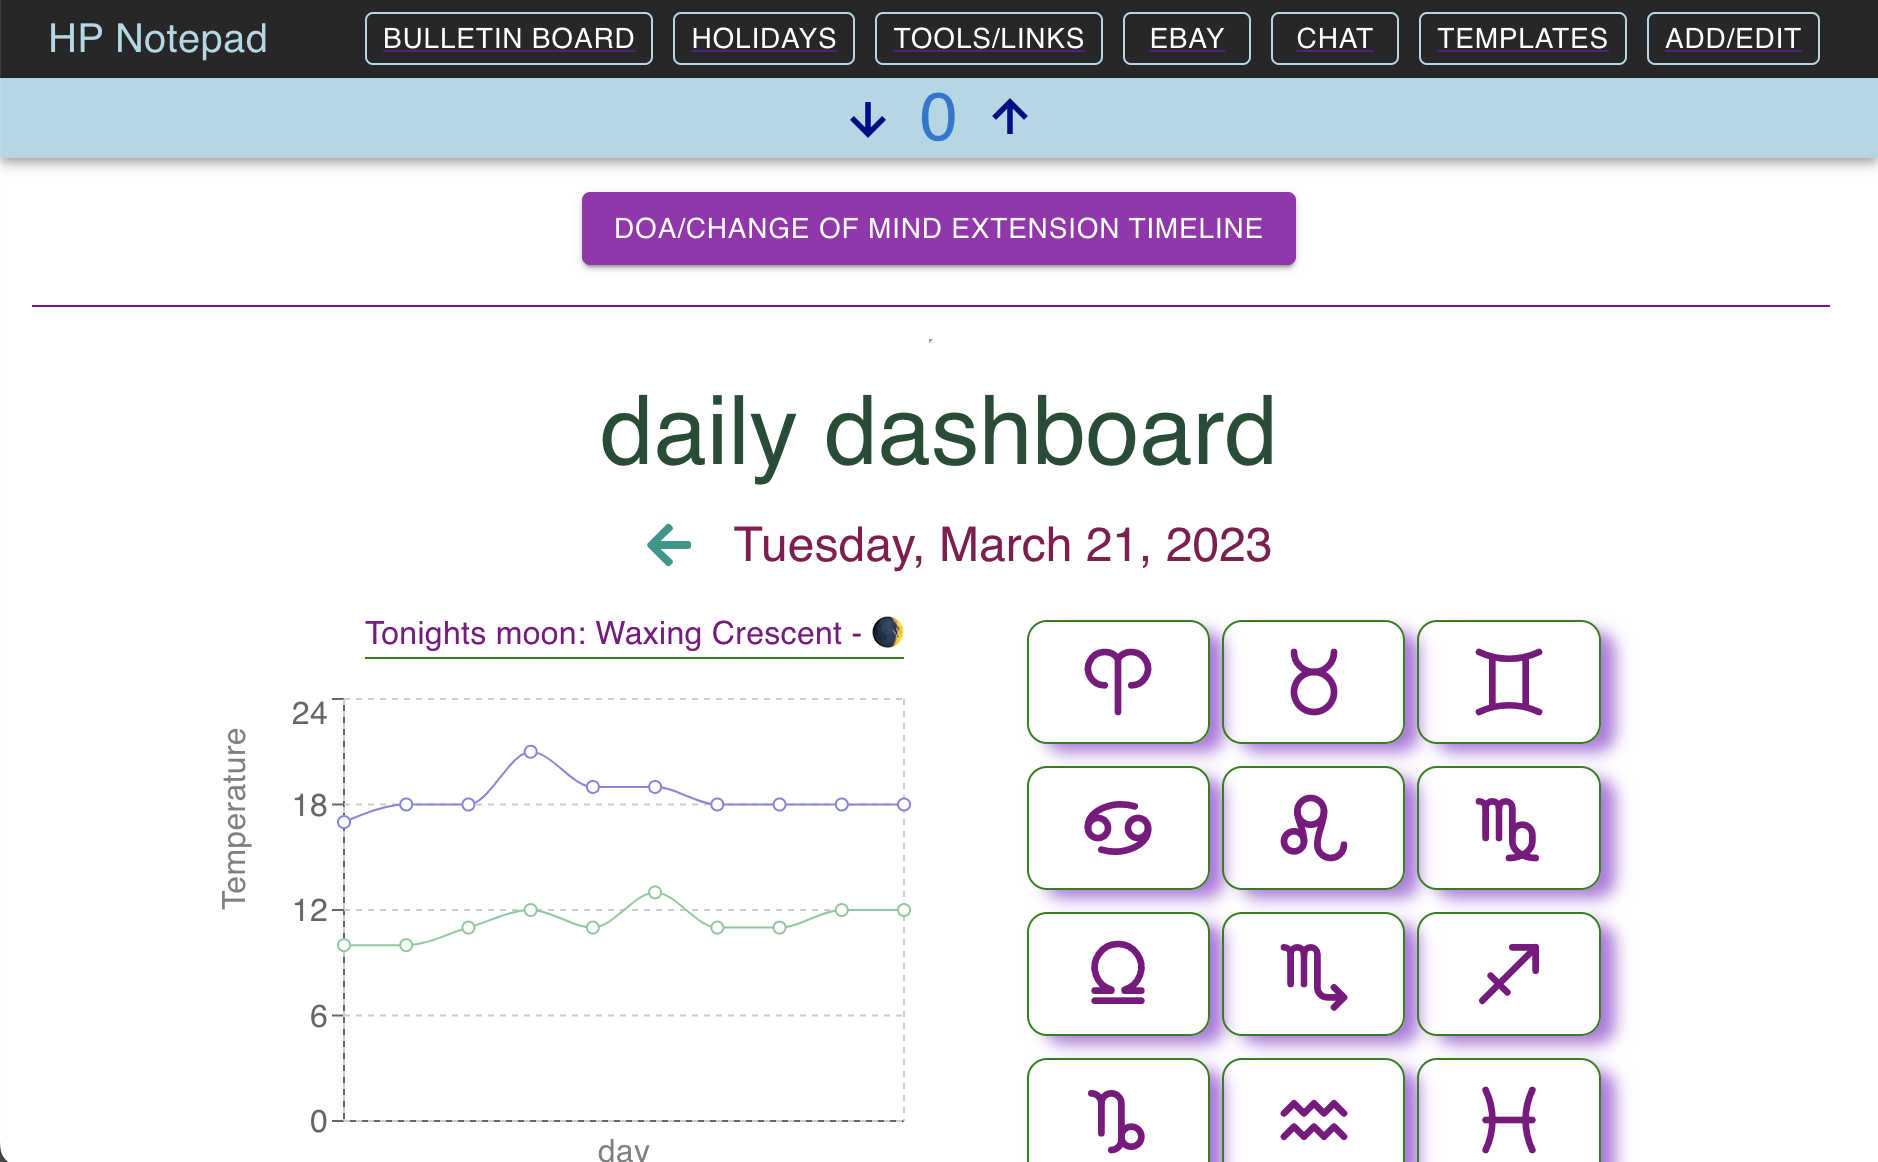 HP Notepad
BULLETIN BOARD
HOLIDAYS
TOOLS/LINKS
EBAY
CHAT
TEMPLATES
ADD/EDIT
0
DOA/CHANGE OF MIND EXTENSION TIMELINE
daily dashboard
Tuesday, March 21, 2023
Tonights moon: Waxing Crescent - 🌒
24
18
12
6
0
Temperature
day
♈ ♉ ♊
♋ ♌ ♍
♎ ♏ ♐
♑ ♒ ♓